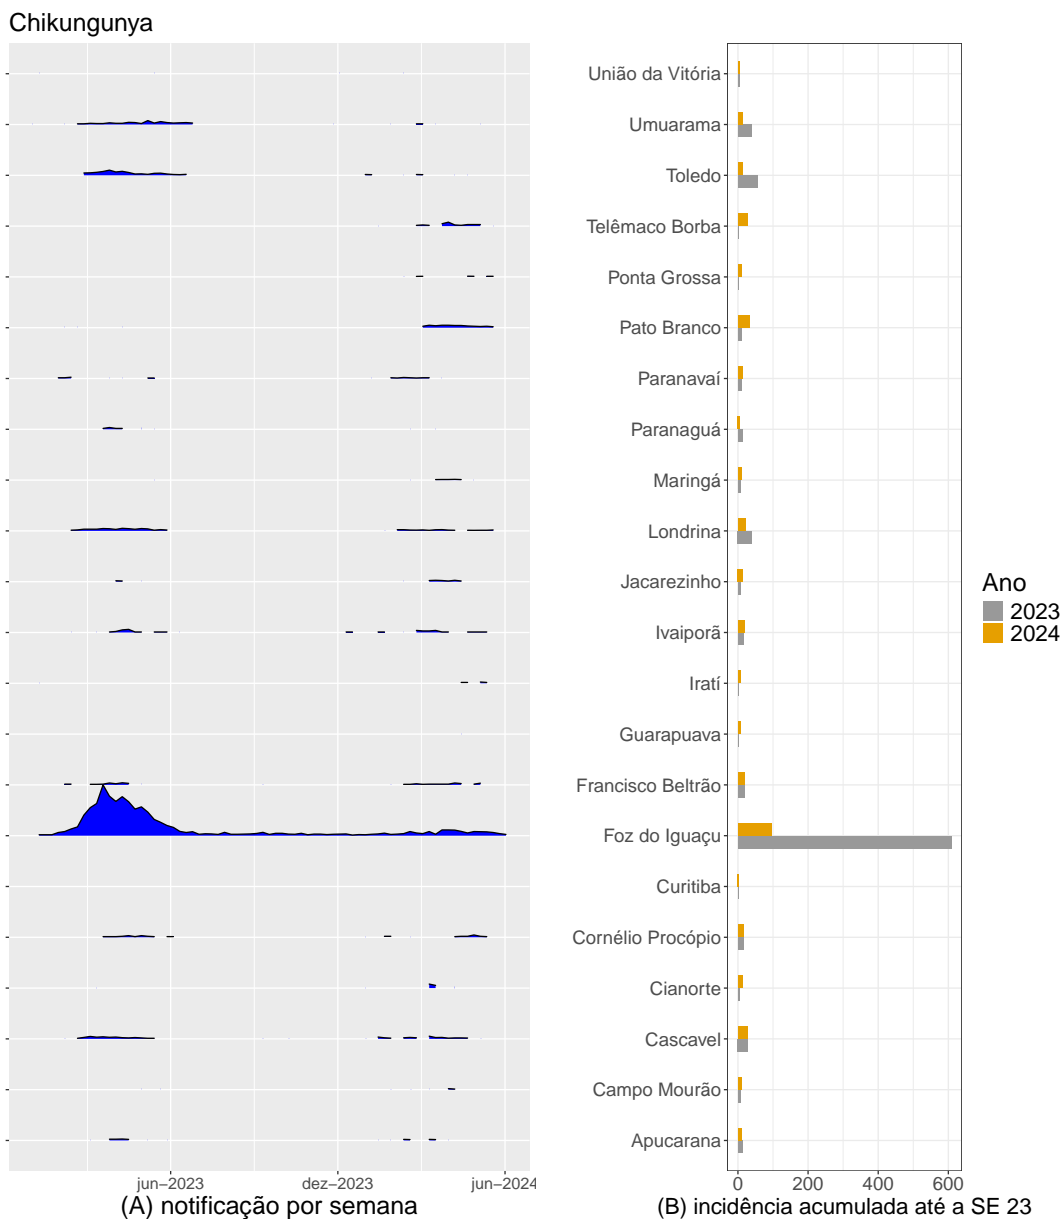 Chikungunya
União da Vitória
Umuarama
Toledo
Telêmaco Borba
Ponta Grossa
Pato Branco
Paranavaí
Paranaguá
Maringá
Londrina
Jacarezinho
Ivaiporã
Iratí
Guarapuava
Francisco Beltrão
Foz do Iguaçu
Curitiba
Cornélio Procópio
Cianorte
Cascavel
Campo Mourão
Apucarana
Ano
2023
2024
jun−2023 dez−2023 jun−2024
0 200 400 600
(A) notificação por semana
(B) incidência acumulada até a SE 23